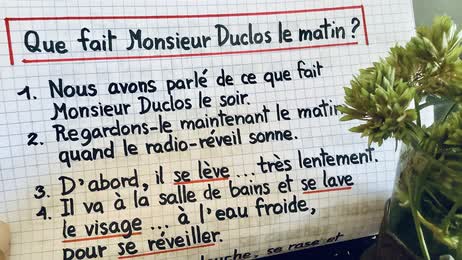 Que fait Monsieur Duclos le matin ?
1. Nous avons parlé de ce que fait
Monsieur Duclos le soir.
2. Regardons-le maintenant le matin
quand le radio-réveil sonne.
3. D'abord, il se lève ... très lentement.
4. Il va à la salle de bains et se lave
le visage ... à l'eau froide,
pour se réveiller.
se rase et